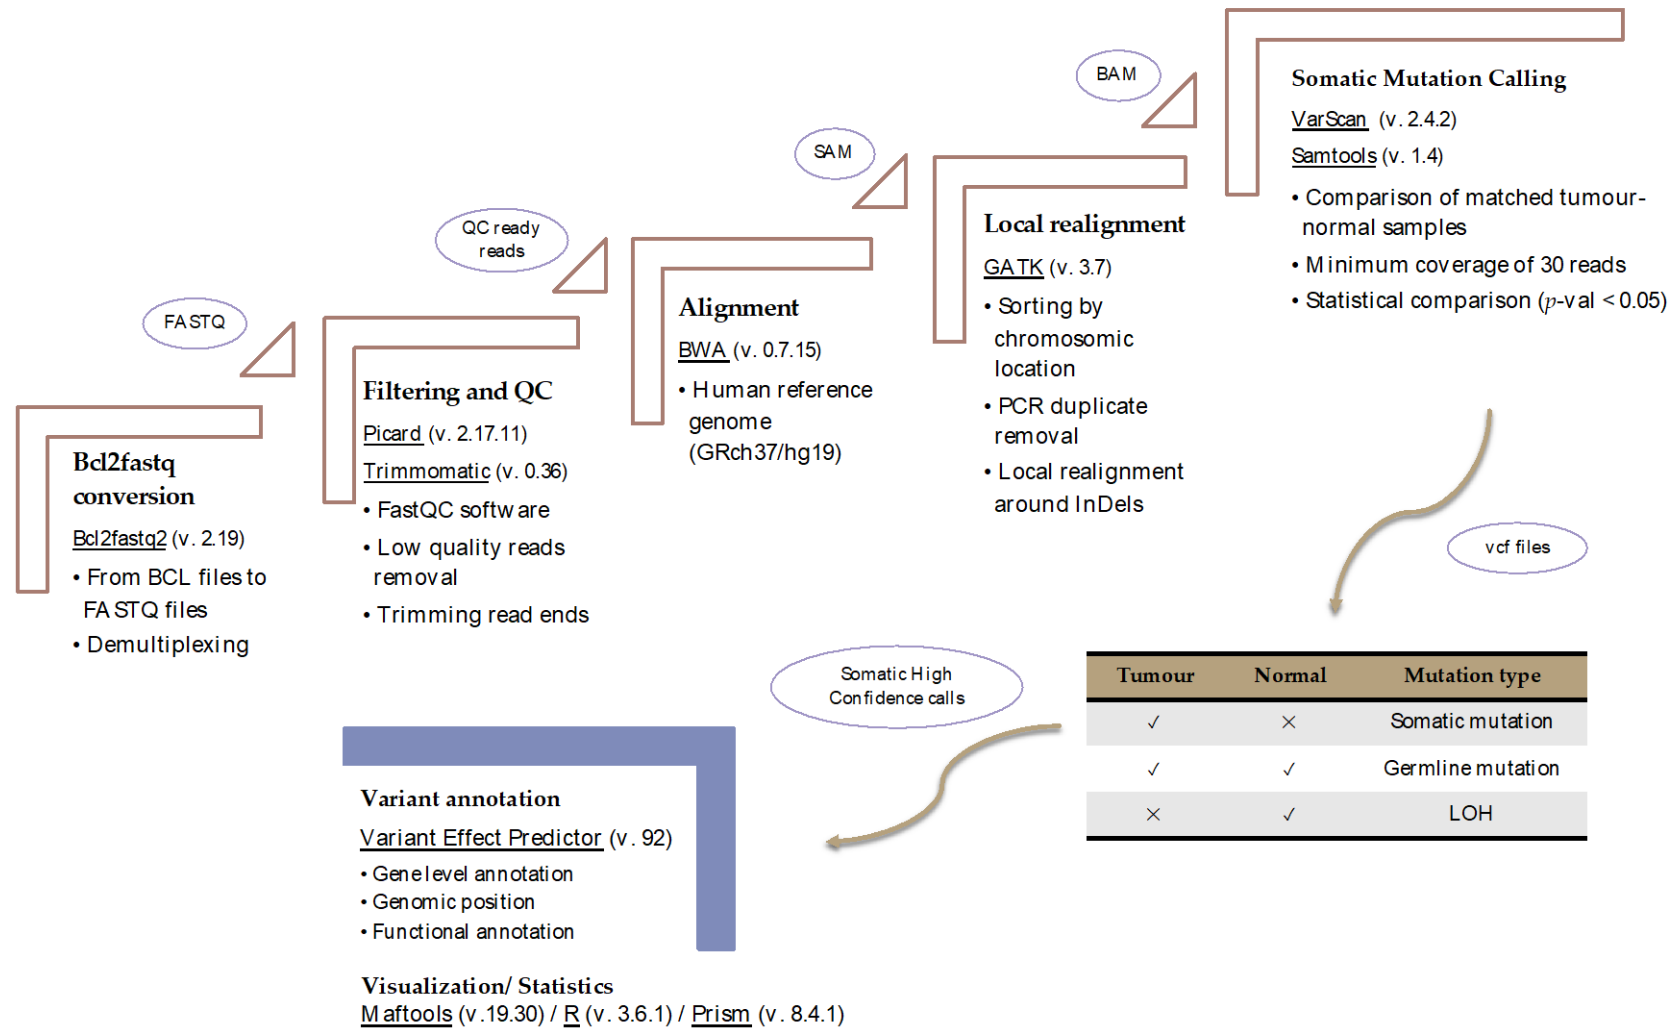 Bcl2fastq
conversion
Bcl2fastq2 (v. 2.19)
• From BCL files to
FASTQ files
• Demultiplexing
FASTQ
Filtering and QC
Picard (v. 2.17.11)
Trimmomatic (v. 0.36)
• FastQC software
• Low quality reads
removal
• Trimming read ends
QC ready
reads
Alignment
BWA (v. 0.7.15)
• Human reference
genome
(GRch37/hg19)
SAM
Local realignment
GATK (v. 3.7)
• Sorting by
chromosomic
location
• PCR duplicate
removal
• Local realignment
around InDels
BAM
Somatic Mutation Calling
VarScan (v. 2.4.2)
Samtools (v. 1.4)
• Comparison of matched tumour-
normal samples
• Minimum coverage of 30 reads
• Statistical comparison (p-val < 0.05)
vcf files
Tumour Normal Mutation type
✓ × Somatic mutation
✓ ✓ Germline mutation
× ✓ LOH
Somatic High
Confidence calls
Variant annotation
Variant Effect Predictor (v. 92)
• Gene level annotation
• Genomic position
• Functional annotation
Visualization/ Statistics
Maftools (v.19.30) / R (v. 3.6.1) / Prism (v. 8.4.1)